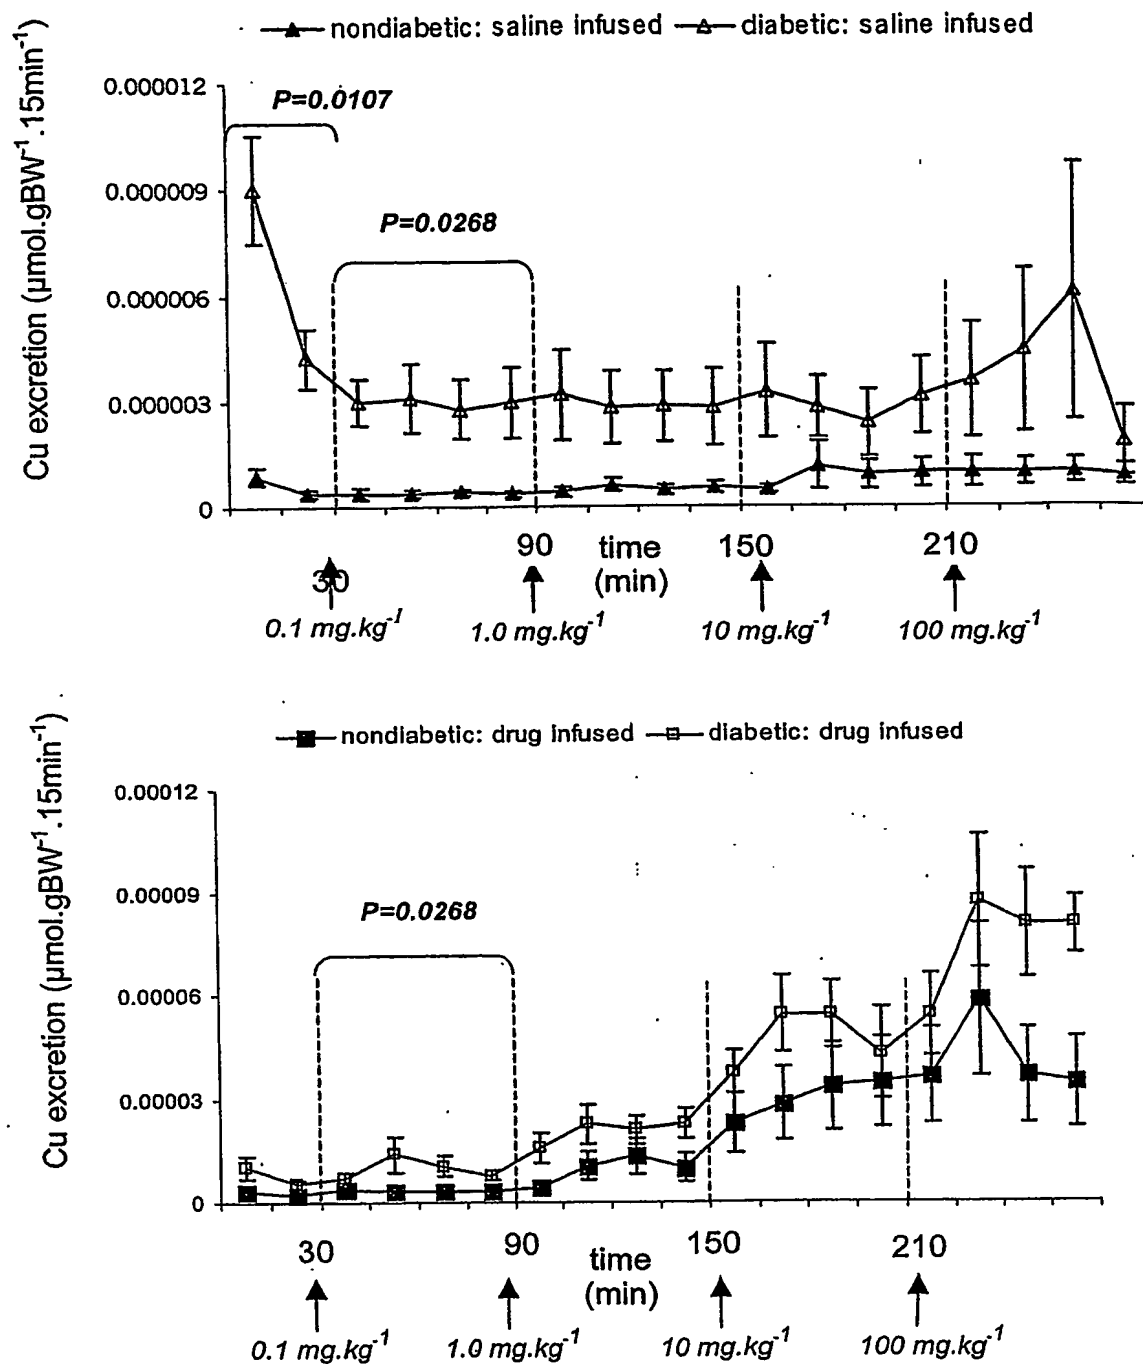 nondiabetic: saline infused diabetic: saline infused
Cu excretion (µmol.gBW⁻¹.15min⁻¹)
0.000012
P=0.0107
0.000009
P=0.0268
0.000006
0.000003
0
30 90 time (min) 150 210
0.1 mg.kg⁻¹ 1.0 mg.kg⁻¹ 10 mg.kg⁻¹ 100 mg.kg⁻¹
nondiabetic: drug infused diabetic: drug infused
Cu excretion (µmol.gBW⁻¹.15min⁻¹)
0.00012
0.00009
P=0.0268
0.00006
0.00003
0
30 90 time (min) 150 210
0.1 mg.kg⁻¹ 1.0 mg.kg⁻¹ 10 mg.kg⁻¹ 100 mg.kg⁻¹